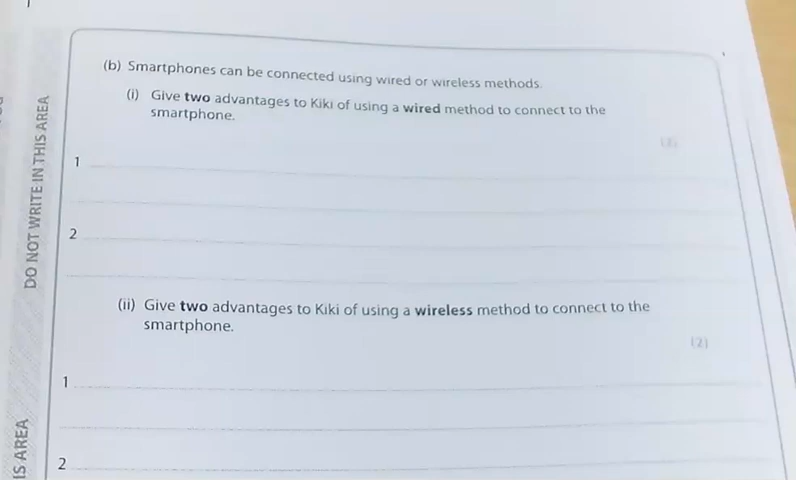 (b) Smartphones can be connected using wired or wireless methods.
(i) Give two advantages to Kiki of using a wired method to connect to the
smartphone.
1
2
(ii) Give two advantages to Kiki of using a wireless method to connect to the
smartphone.
(2)
1
2
DO NOT WRITE IN THIS AREA
IS AREA